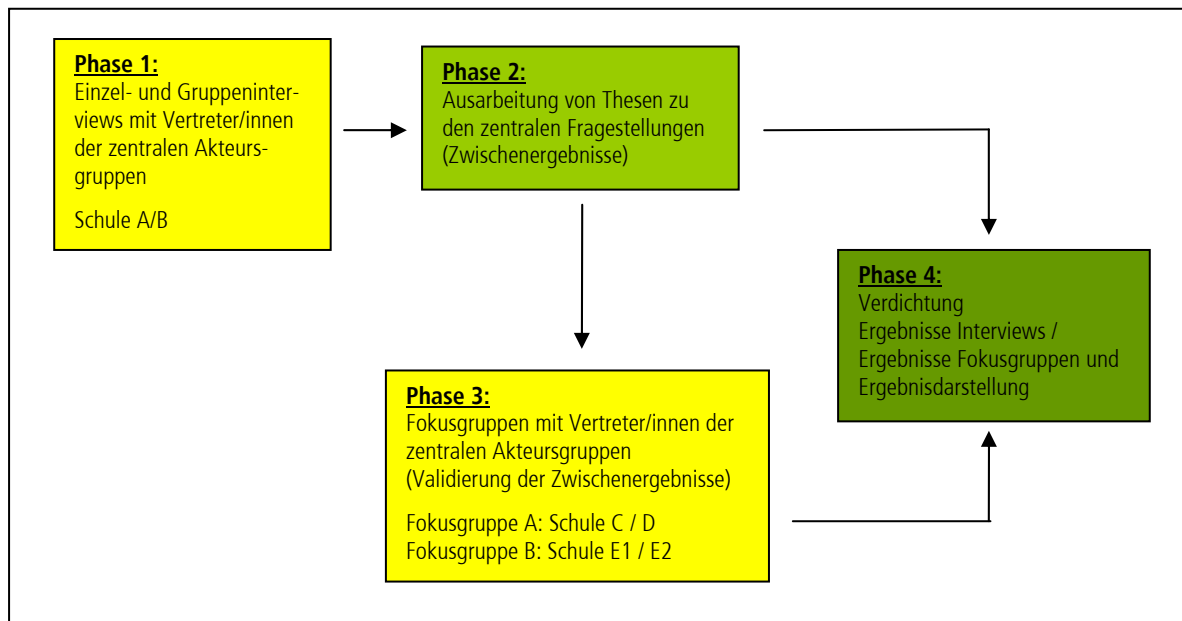 Phase 1:
Einzel- und Gruppeninter-
views mit Vertreter/innen
der zentralen Akteurs-
gruppen
Schule A/B
Phase 2:
Ausarbeitung von Thesen zu
den zentralen Fragestellungen
(Zwischenergebnisse)
Phase 3:
Fokusgruppen mit Vertreter/innen der
zentralen Akteursgruppen
(Validierung der Zwischenergebnisse)
Fokusgruppe A: Schule C / D
Fokusgruppe B: Schule E1 / E2
Phase 4:
Verdichtung
Ergebnisse Interviews /
Ergebnisse Fokusgruppen und
Ergebnisdarstellung